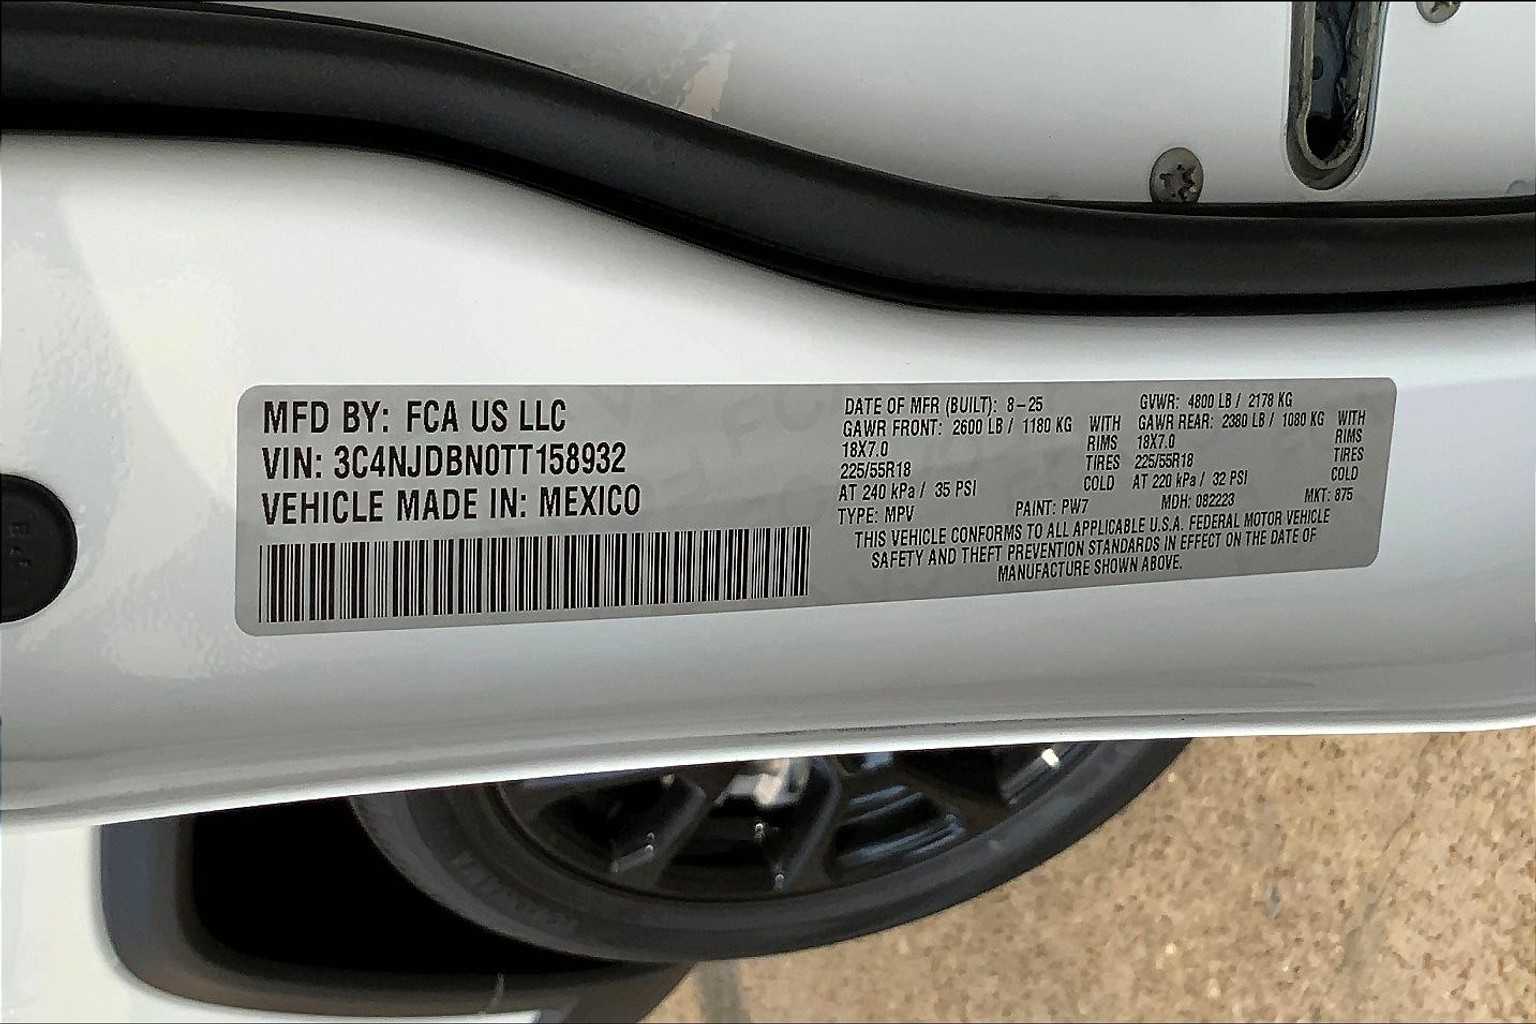 MFD BY: FCA US LLC
VIN: 3C4NJDBN0TT158932
VEHICLE MADE IN: MEXICO
DATE OF MFR (BUILT): 8-25
GAWR FRONT: 2600 LB / 1180 KG WITH
18X7.0 RIMS
225/55R18 TIRES
AT 240 kPa / 35 PSI COLD
GVWR: 4800 LB / 2178 KG
GAWR REAR: 2380 LB / 1080 KG WITH
18X7.0 RIMS
225/55R18 TIRES
AT 220 kPa / 32 PSI COLD
TYPE: MPV PAINT: PW7 MDH: 082223 MKT: 875
THIS VEHICLE CONFORMS TO ALL APPLICABLE U.S.A. FEDERAL MOTOR VEHICLE
SAFETY AND THEFT PREVENTION STANDARDS IN EFFECT ON THE DATE OF
MANUFACTURE SHOWN ABOVE.